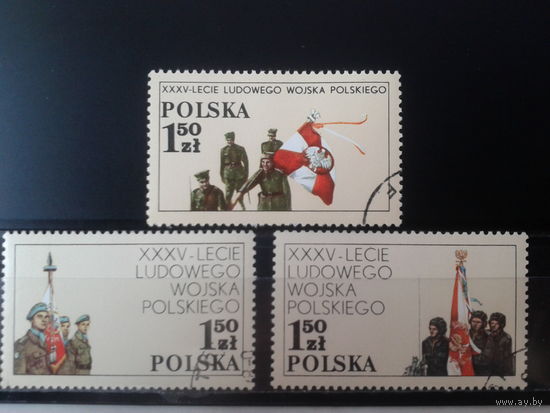 XXXV-LECIE LUDOWEGO WOJSKA POLSKIEGO
POLSKA
1.50 zł
XXXV-LECIE
LUDOWEGO
WOJSKA
POLSKIEGO
1.50 zł
POLSKA
XXXV-LECIE
LUDOWEGO
WOJSKA
POLSKIEGO
1.50 zł
POLSKA
© www.ay.by